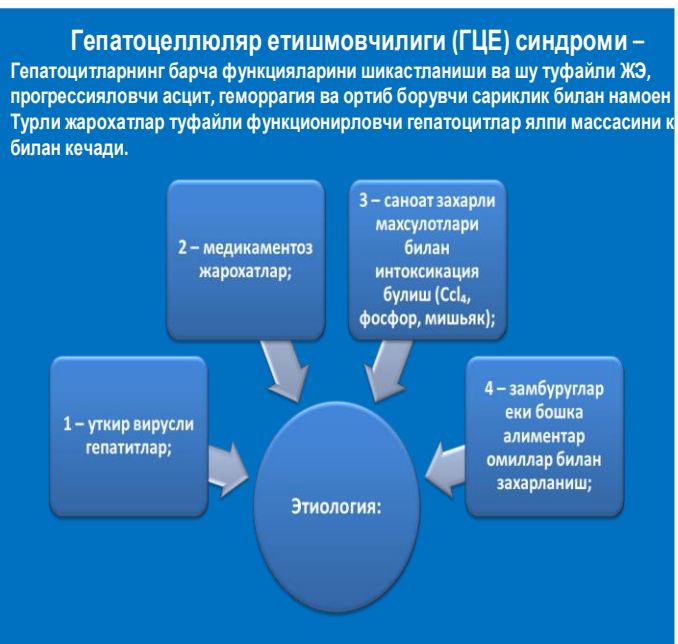 Гепатоцеллюляр етишмовчилиги (ГЦЕ) синдроми –
Гепатоцитларнинг барча функцияларини шикастланиши ва шу туфайли ЖЭ,
прогрессияловчи асцит, геморрагия ва ортиб борувчи сариклик билан намоен
Турли жарохатлар туфайли функционирловчи гепатоцитлар ялпи массасини к
билан кечади.
1 – уткир вирусли
гепатитлар;
2 – медикаментоз
жарохатлар;
3 – саноат захарли
махсулотлари
билан
интоксикация
булиш (Ccl₄,
фосфор, мишьяк);
4 – замбуруглар
еки бошка
алиментар
омиллар билан
захарланиш;
Этиология: